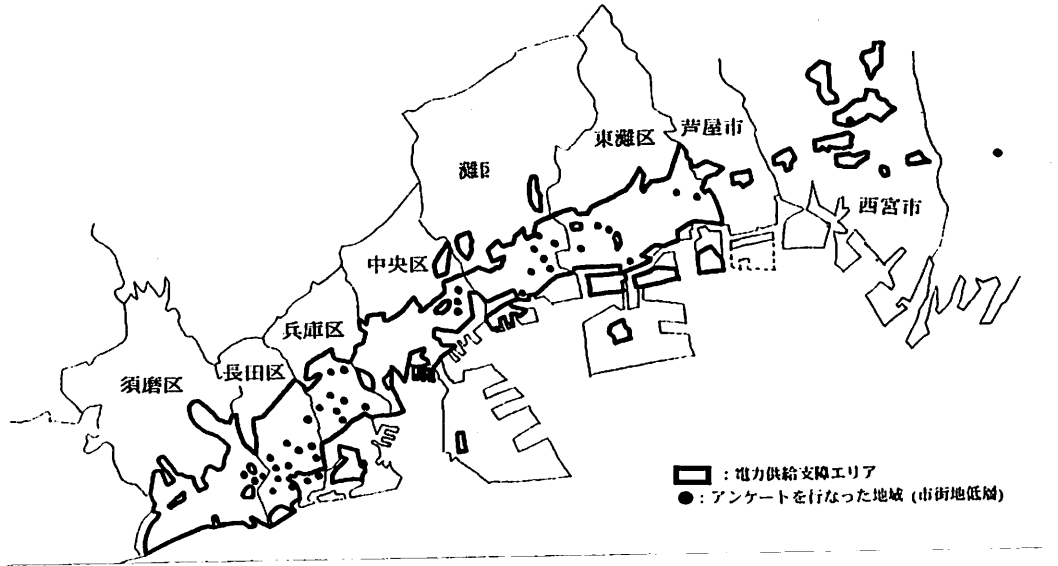 東灘区
芦屋市
灘区
西宮市
中央区
兵庫区
長田区
須磨区
：電力供給支障エリア
：アンケートを行なった地域 (市街地低層)